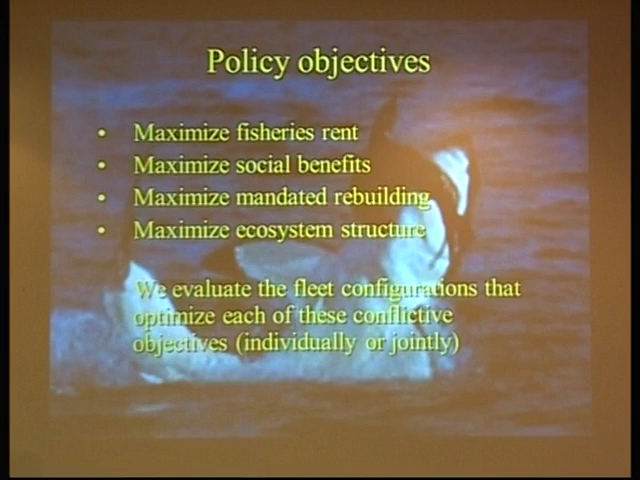 Policy objectives
• Maximize fisheries rent
• Maximize social benefits
• Maximize mandated rebuilding
• Maximize ecosystem structure
We evaluate the fleet configurations that
optimize each of these conflictive
objectives (individually or jointly)